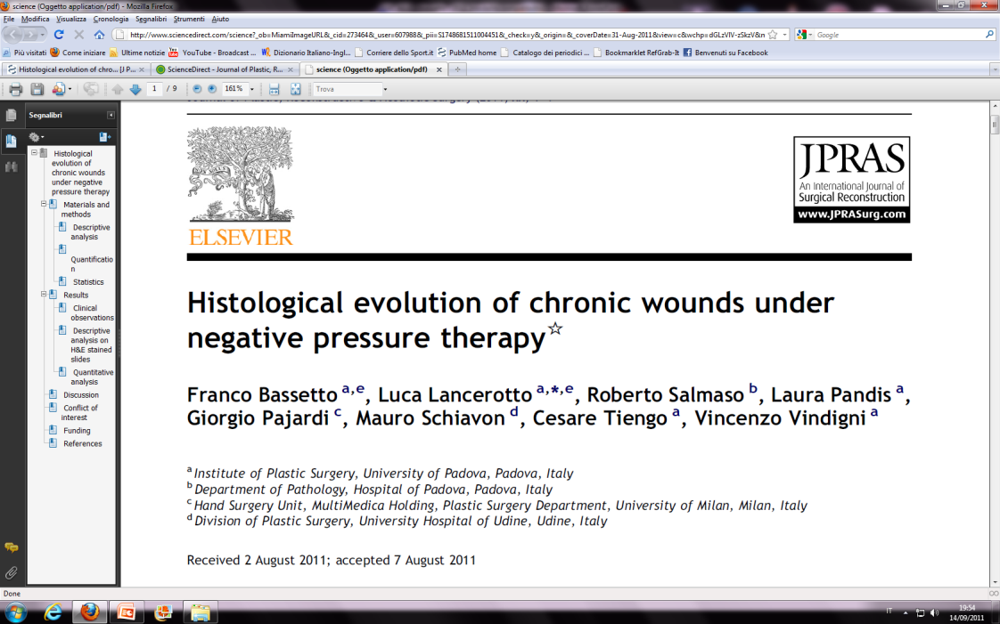 science (Oggetto application/pdf) - Mozilla Firefox
File Modifica Visualizza Cronologia Segnalibri Strumenti Aiuto
http://www.sciencedirect.com/science?_ob=MiamiImageURL&_cid=273464&_user=607988&_pii=S1748681511004451&_check=y&_origin=&_coverDate=31-Aug-2011&view=c&wchp=dGLzVlV-zSkzV&n
Google
Più visitati Come iniziare Ultime notizie YouTube - Broadcast ... Dizionario Italiano-Ingl... Corriere dello Sport.it PubMed home Catalogo dei periodici ... Bookmarklet RefGrab-It Benvenuti su Facebook
Histological evolution of chro... [J P... ScienceDirect - Journal of Plastic, R... science (Oggetto application/pdf)
1 / 9 161% Trova
Segnalibri
Histological
evolution of
chronic wounds
under negative
pressure therapy
Materials and
methods
Descriptive
analysis
Quantificatio
n
Statistics
Results
Clinical
observations
Descriptive
analysis on
H&E stained
slides
Quantitative
analysis
Discussion
Conflict of
interest
Funding
References
ELSEVIER
JPRAS
An International Journal of
Surgical Reconstruction
www.JPRASurg.com
Histological evolution of chronic wounds under
negative pressure therapy☆
Franco Bassetto a,e, Luca Lancerotto a,*,e, Roberto Salmaso b, Laura Pandis a,
Giorgio Pajardi c, Mauro Schiavon d, Cesare Tiengo a, Vincenzo Vindigni a
a Institute of Plastic Surgery, University of Padova, Padova, Italy
b Department of Pathology, Hospital of Padova, Padova, Italy
c Hand Surgery Unit, MultiMedica Holding, Plastic Surgery Department, University of Milan, Milan, Italy
d Division of Plastic Surgery, University Hospital of Udine, Udine, Italy
Received 2 August 2011; accepted 7 August 2011
Done
IT
19:54
14/09/2011